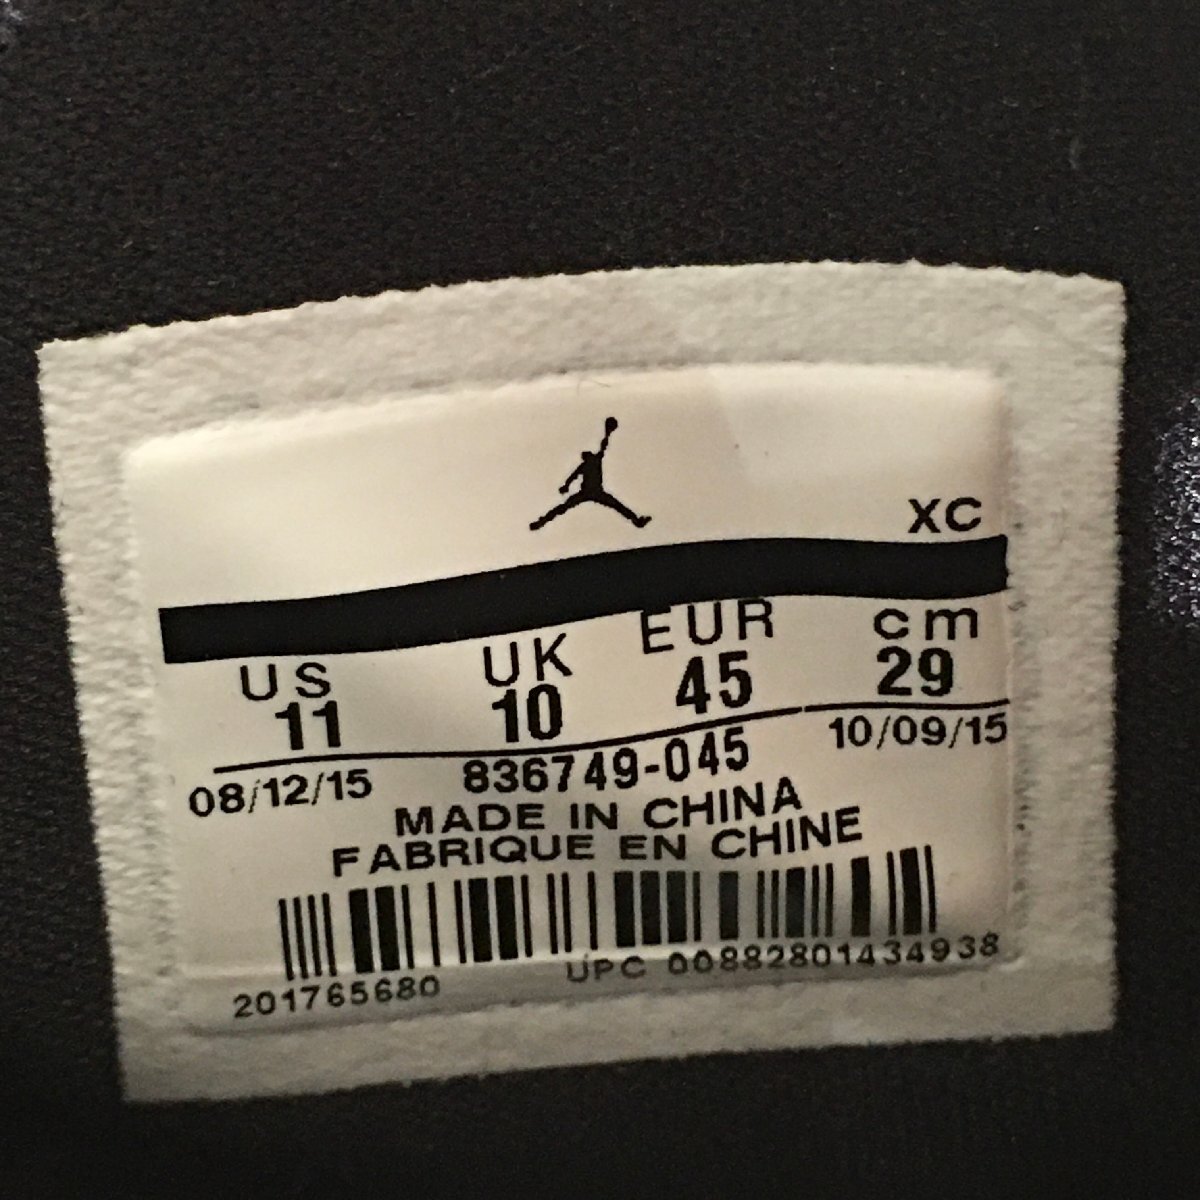 XC
US UK EUR cm
11 10 45 29
08/12/15 836749-045 10/09/15
MADE IN CHINA
FABRIQUE EN CHINE
201765680 UPC 00882801434938